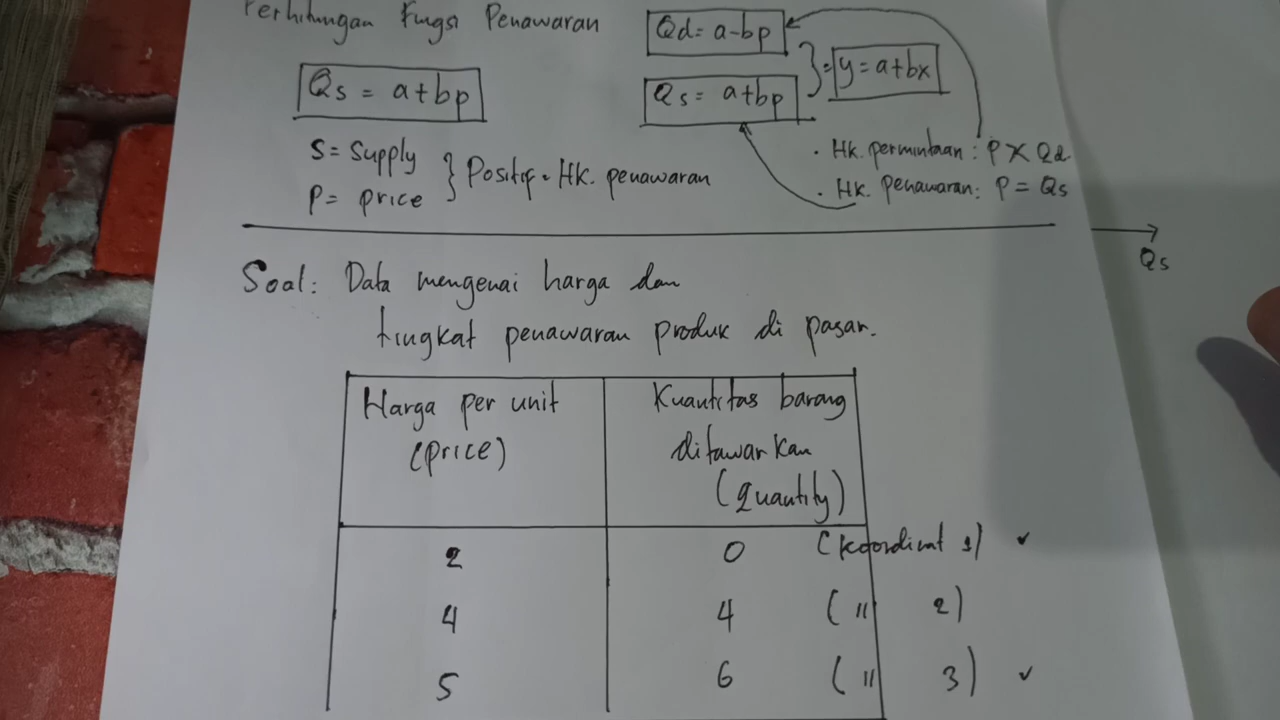 Perhitungan Fungsi Penawaran
Qs = a+bp
S = Supply
P = price
} Positif = Hk. penawaran
Qd = a-bp
Qs = a+bp
} = y = a+bx
. Hk. permintaan : P × Qd
. Hk. penawaran : P = Qs
Qs
Soal : Data mengenai harga dan
tingkat penawaran produk di pasar.
Harga per unit
(price)
Kuantitas barang
ditawarkan
(quantity)
2 0 (koordinat 1) ✓
4 4 ( " 2)
5 6 ( " 3) ✓